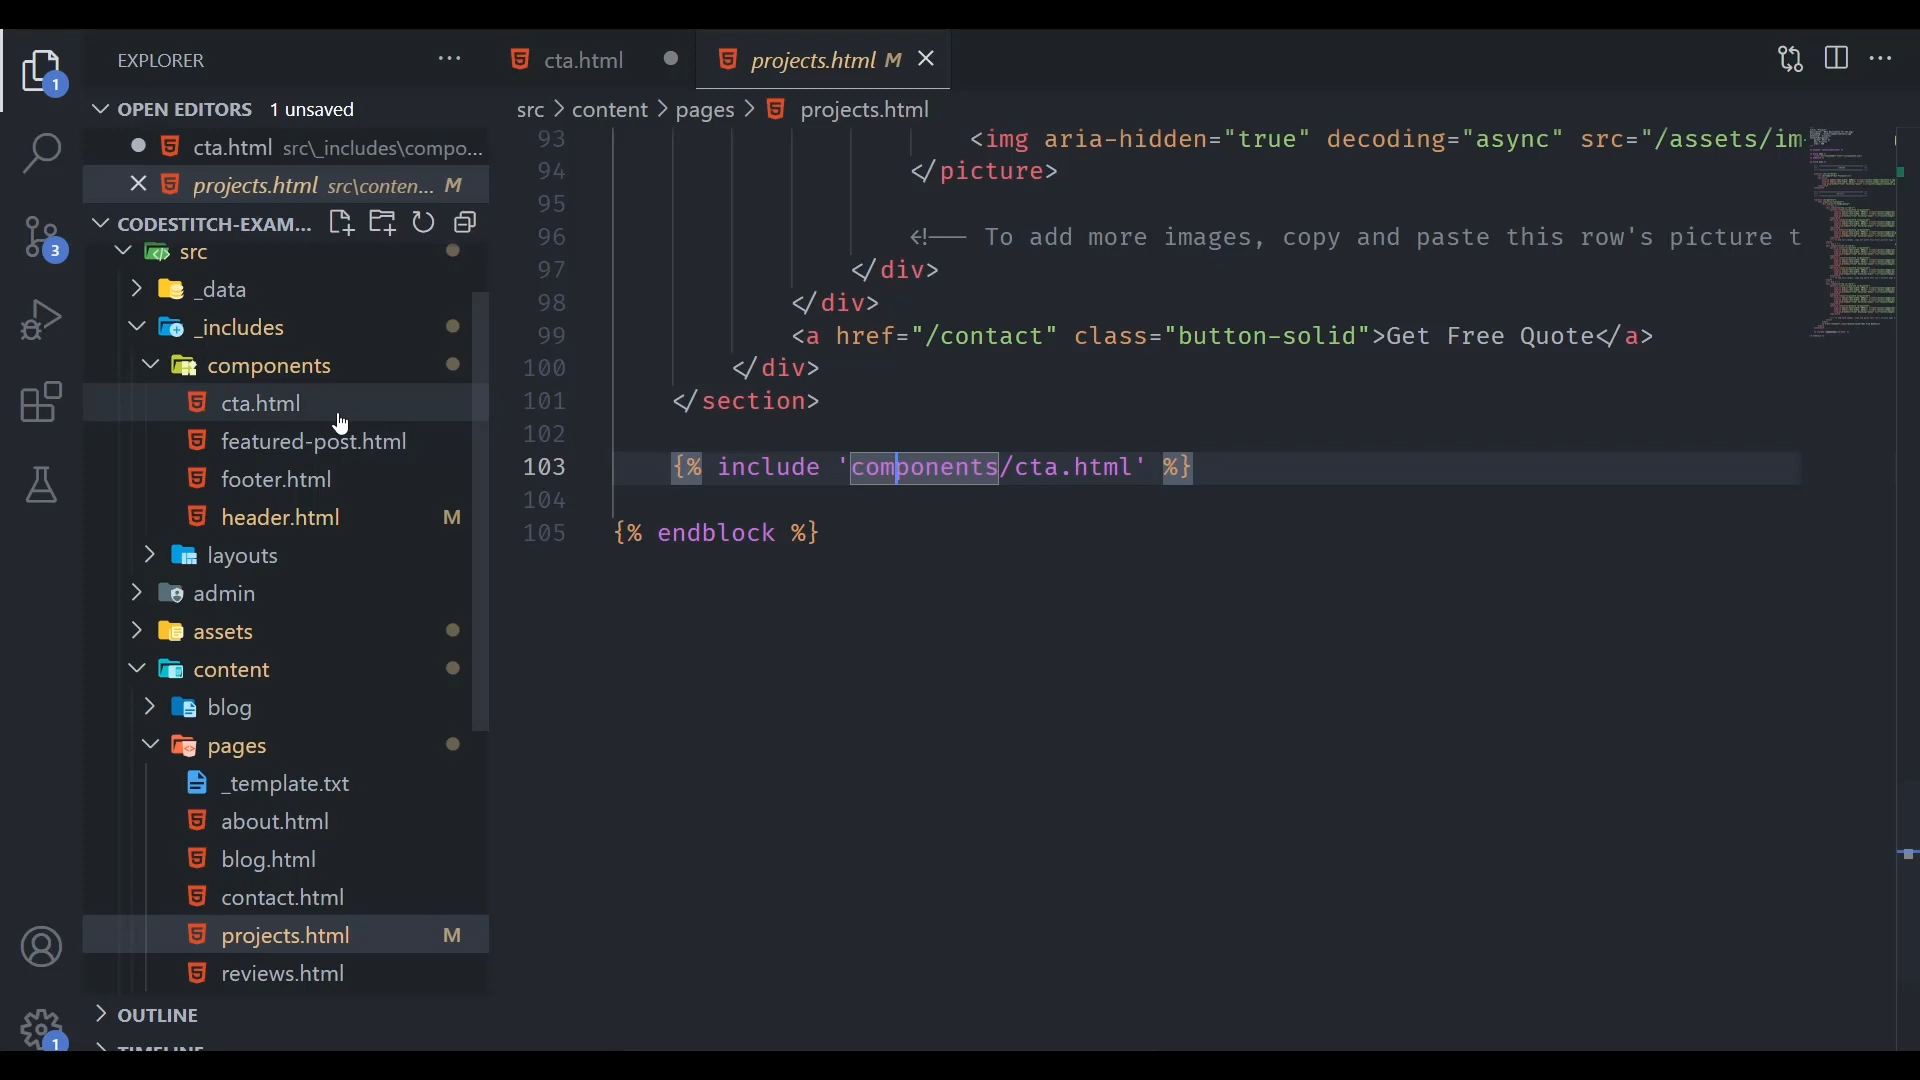 EXPLORER
cta.html
projects.html M
OPEN EDITORS 1 unsaved
cta.html src\_includes\compo...
projects.html src\conten... M
CODESTITCH-EXAM...
src
_data
_includes
components
cta.html
featured-post.html
footer.html
header.html M
layouts
admin
assets
content
blog
pages
_template.txt
about.html
blog.html
contact.html
projects.html M
reviews.html
OUTLINE
TIMELINE
1
3
1
src > content > pages > projects.html
93 <img aria-hidden="true" decoding="async" src="/assets/im
94 </picture>
95
96 <!-- To add more images, copy and paste this row's picture t
97 </div>
98 </div>
99 <a href="/contact" class="button-solid">Get Free Quote</a>
100 </div>
101 </section>
102
103 {% include 'components/cta.html' %}
104
105 {% endblock %}